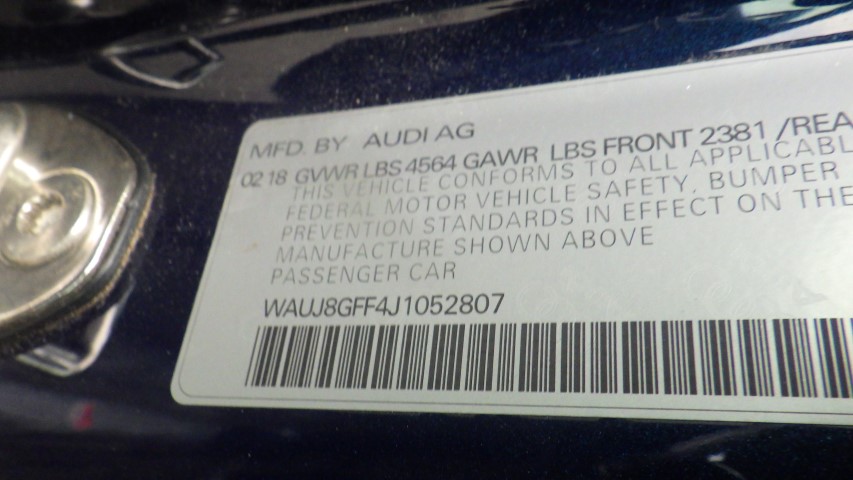 MFD. BY AUDI AG
02 18 GVWR LBS 4564 GAWR LBS FRONT 2381 /REA
THIS VEHICLE CONFORMS TO ALL APPLICABL
FEDERAL MOTOR VEHICLE SAFETY, BUMPER
PREVENTION STANDARDS IN EFFECT ON THE
MANUFACTURE SHOWN ABOVE
PASSENGER CAR
WAUJ8GFF4J1052807